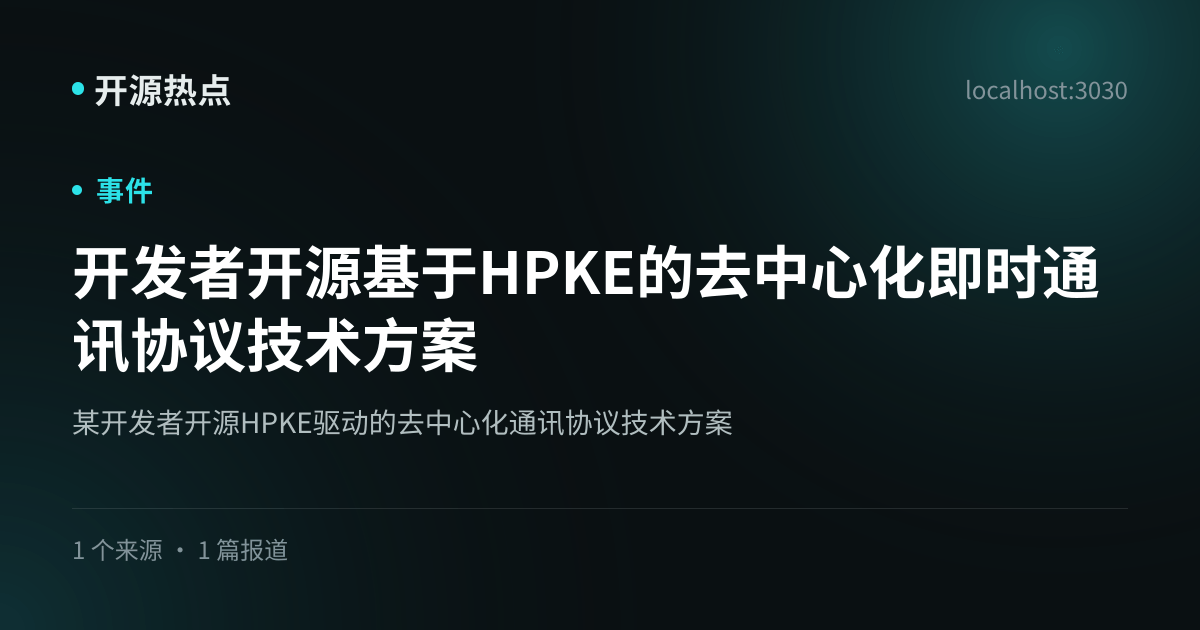 开源热点
localhost:3030
事件
开发者开源基于HPKE的去中心化即时通
讯协议技术方案
某开发者开源HPKE驱动的去中心化通讯协议技术方案
1 个来源 · 1 篇报道